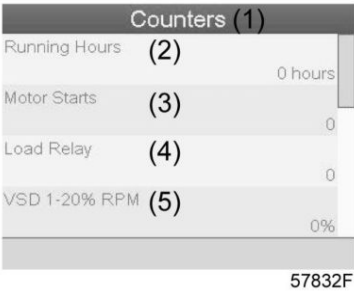 Counters (1)
Running Hours (2)
0 hours
Motor Starts (3)
0
Load Relay (4)
0
VSD 1-20% RPM (5)
0%
57832F